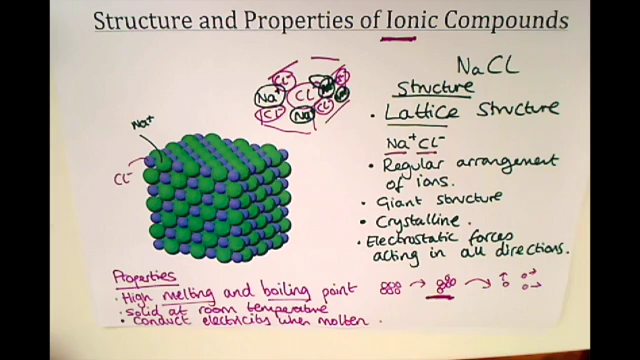 Structure and Properties of Ionic Compounds
NaCl
Structure
• Lattice Structure
Na⁺Cl⁻
• Regular arrangement
of ions.
• Giant structure
• Crystalline.
• Electrostatic forces
acting in all directions.
Cl⁻
Na⁺
Cl⁻
Cl⁻
Na⁺
Cl
Na⁺
Cl⁻
Properties
• High melting and boiling point
• solid at room temperature
• conduct electricity when molten.